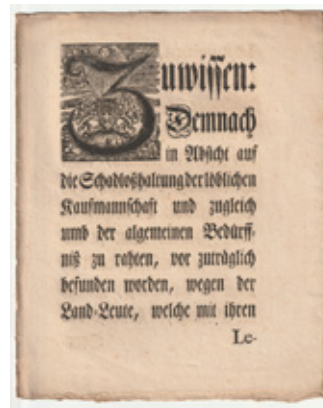 Zuwissen:
Demnach
in Absicht auf
die Schadloßhaltung der löblichen
Kaufmannschaft und zugleich
umb der algemeinen Bedürff-
niß zu rahten, vor zuträglich
befunden worden, wegen der
Land-Leute, welche mit ihren
Le-